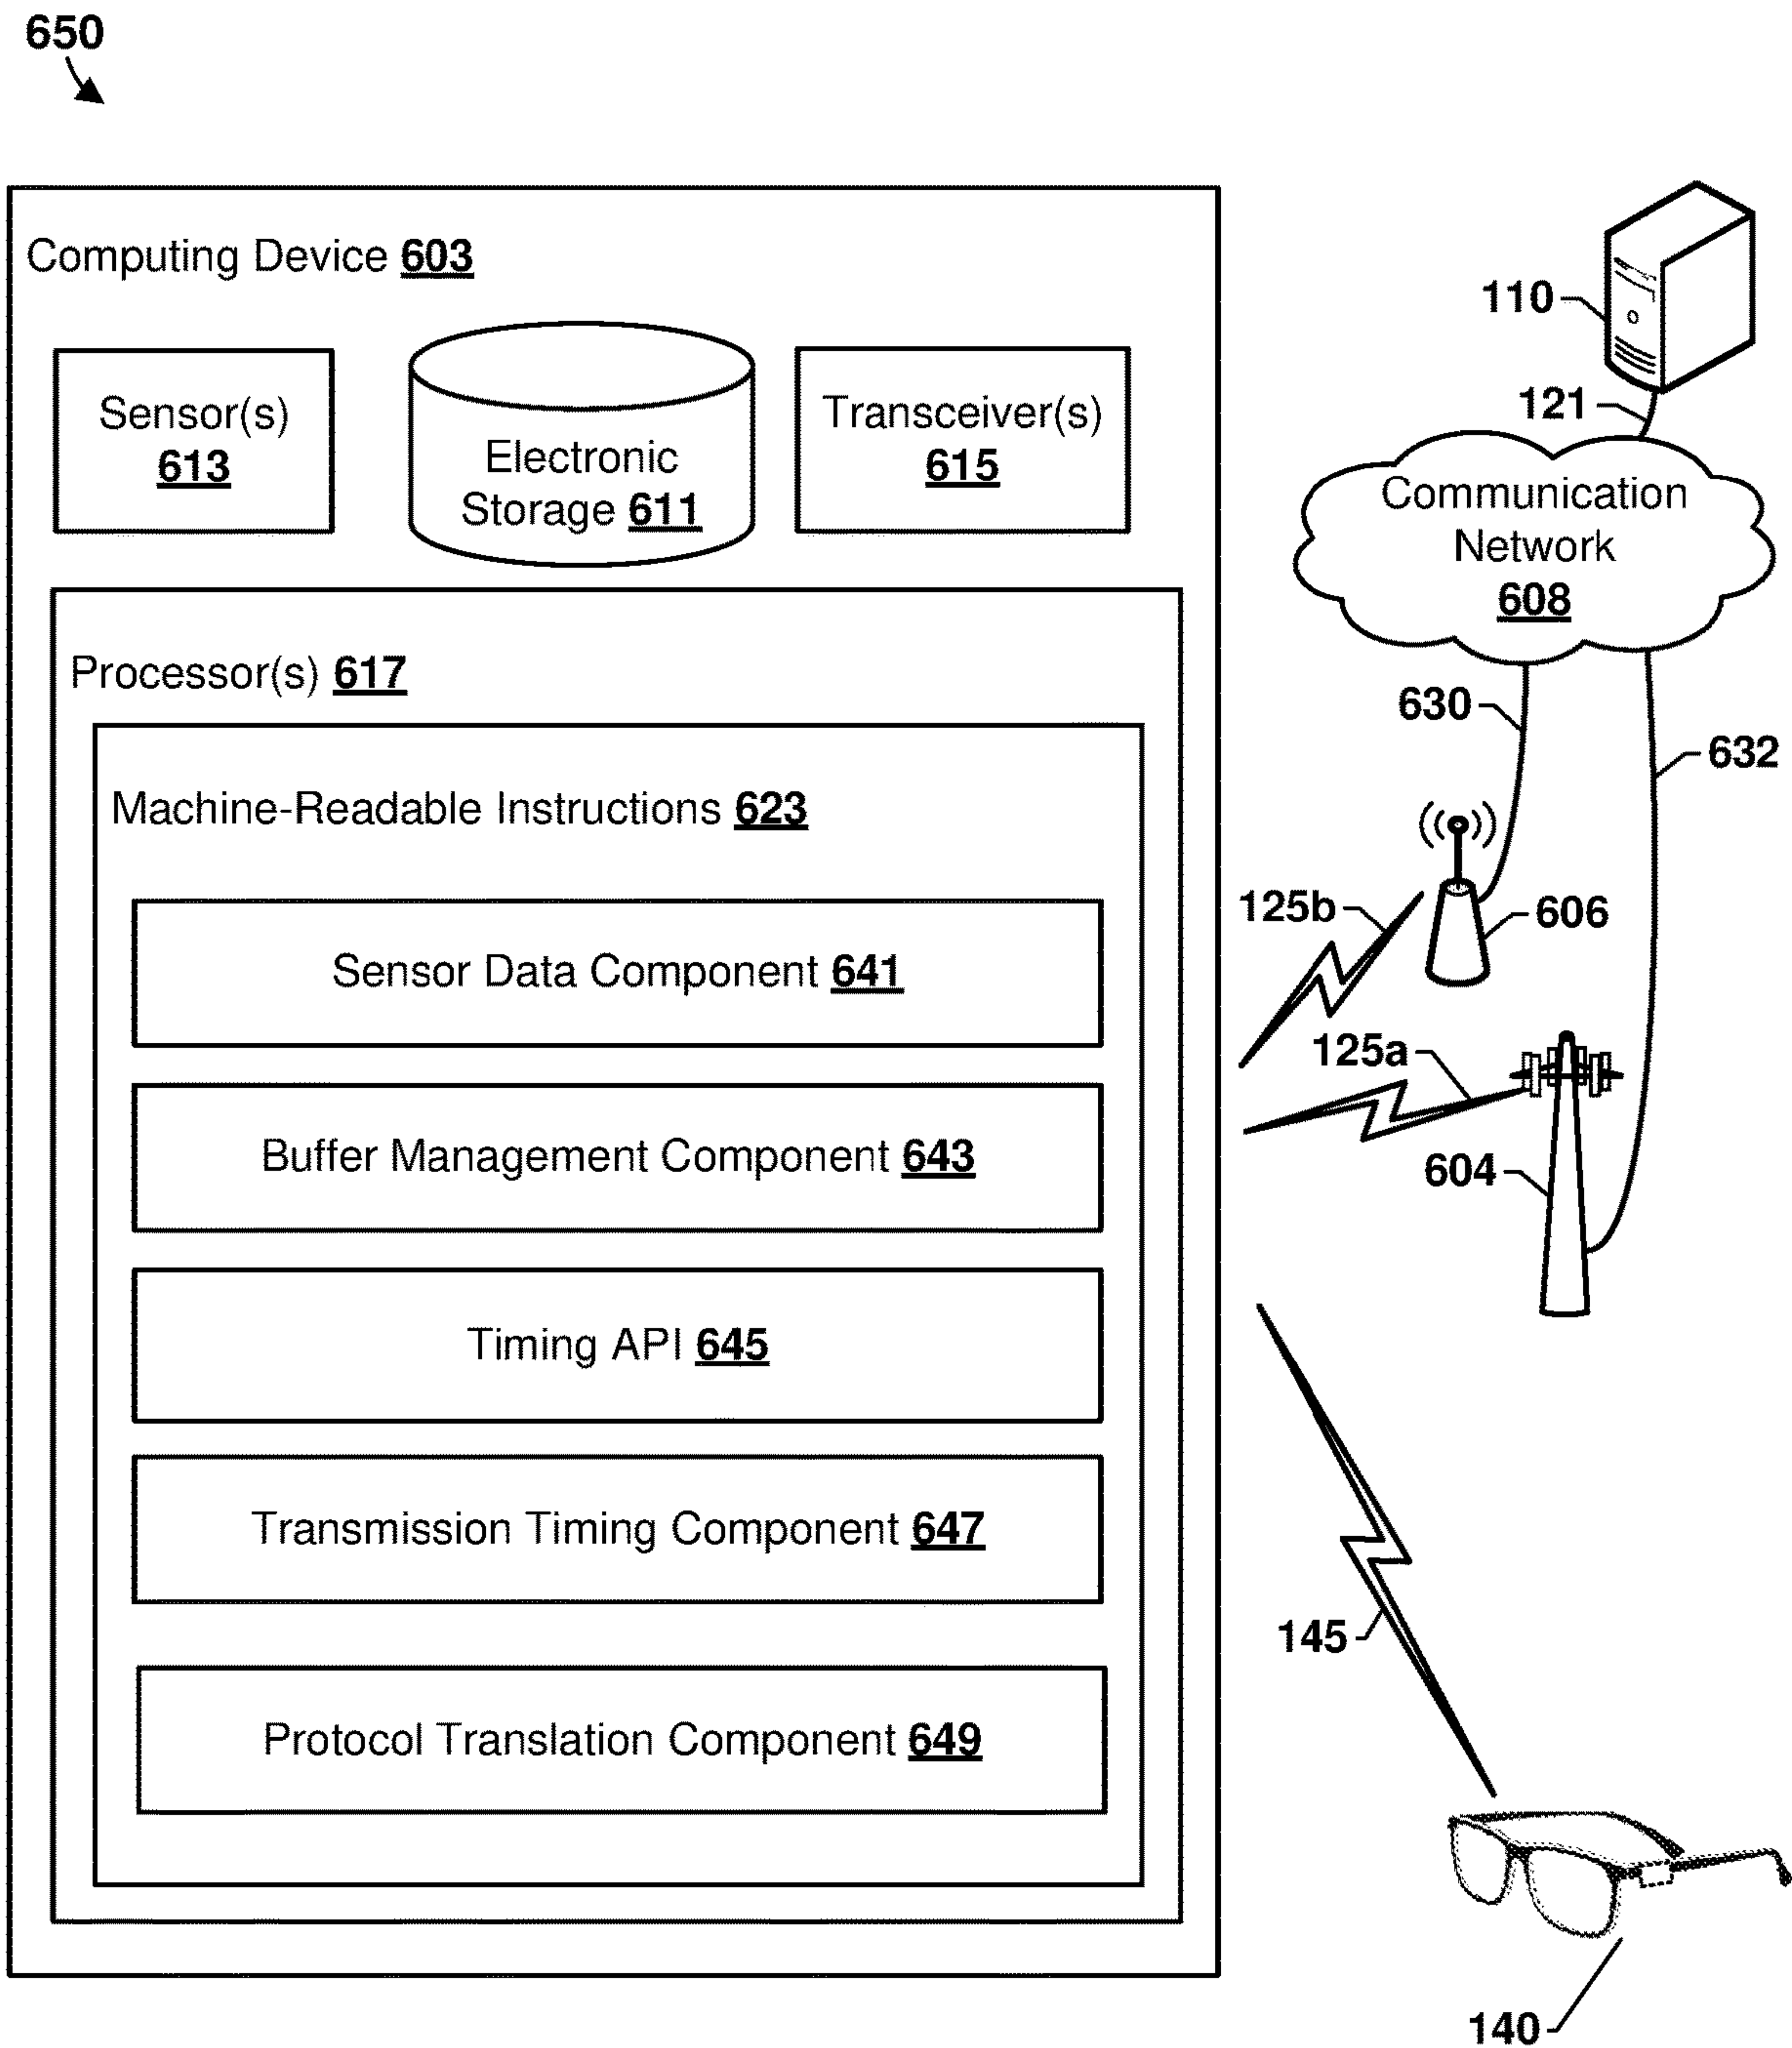 650
Computing Device 603
Sensor(s)
613
Electronic
Storage 611
Transceiver(s)
615
Processor(s) 617
Machine-Readable Instructions 623
Sensor Data Component 641
Buffer Management Component 643
Timing API 645
Transmission Timing Component 647
Protocol Translation Component 649
110
121
Communication
Network
608
630
632
125b
606
125a
604
145
140